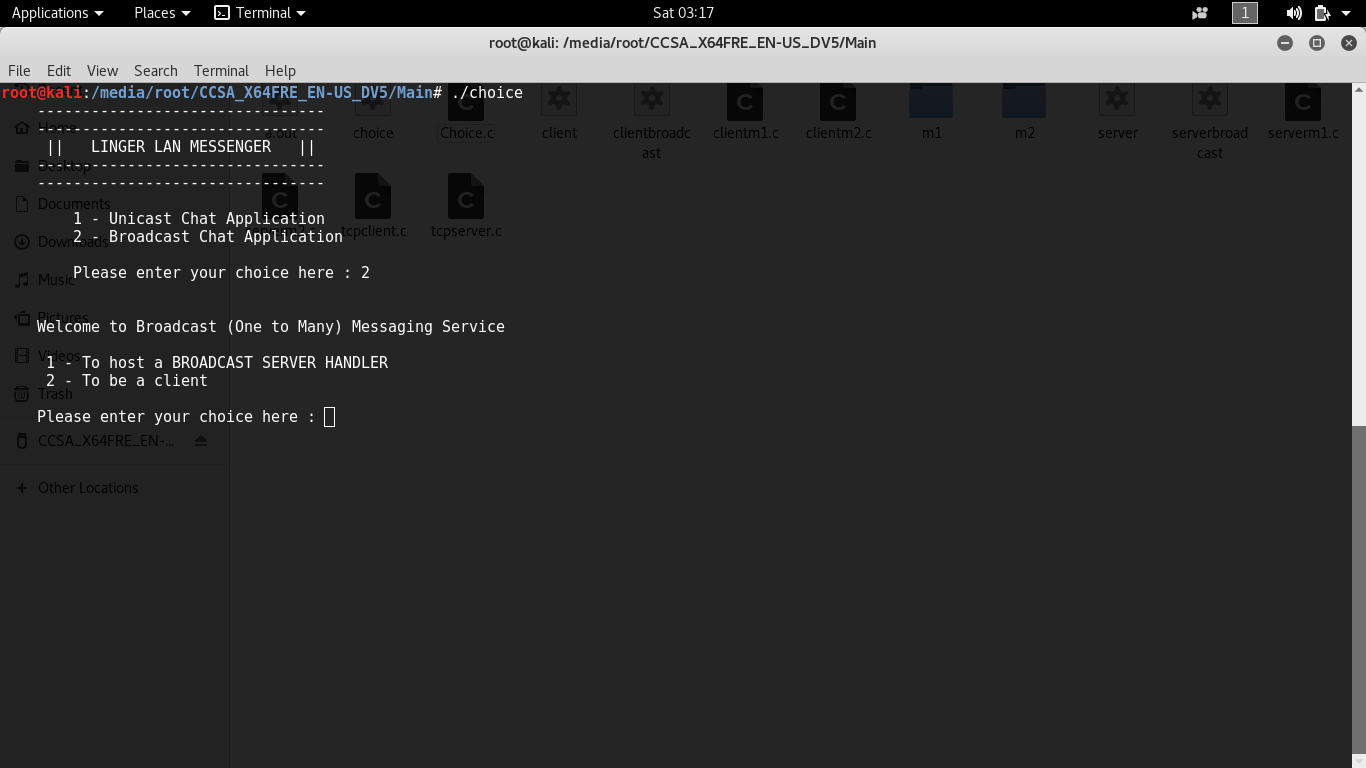 Applications Places Terminal Sat 03:17 1
root@kali: /media/root/CCSA_X64FRE_EN-US_DV5/Main
File Edit View Search Terminal Help
root@kali:/media/root/CCSA_X64FRE_EN-US_DV5/Main# ./choice
--------------------------------
--------------------------------
|| LINGER LAN MESSENGER ||
--------------------------------
--------------------------------
1 - Unicast Chat Application
2 - Broadcast Chat Application
Please enter your choice here : 2
Welcome to Broadcast (One to Many) Messaging Service
1 - To host a BROADCAST SERVER HANDLER
2 - To be a client
Please enter your choice here :
a.out choice Choice.c client clientbroadc clientm1.c clientm2.c m1 m2 server serverbroad serverm1.c
ast cast
tcpclient.c tcpserver.c
Home
Desktop
Documents
Downloads
Music
Pictures
Videos
Trash
CCSA_X64FRE_EN-...
Other Locations